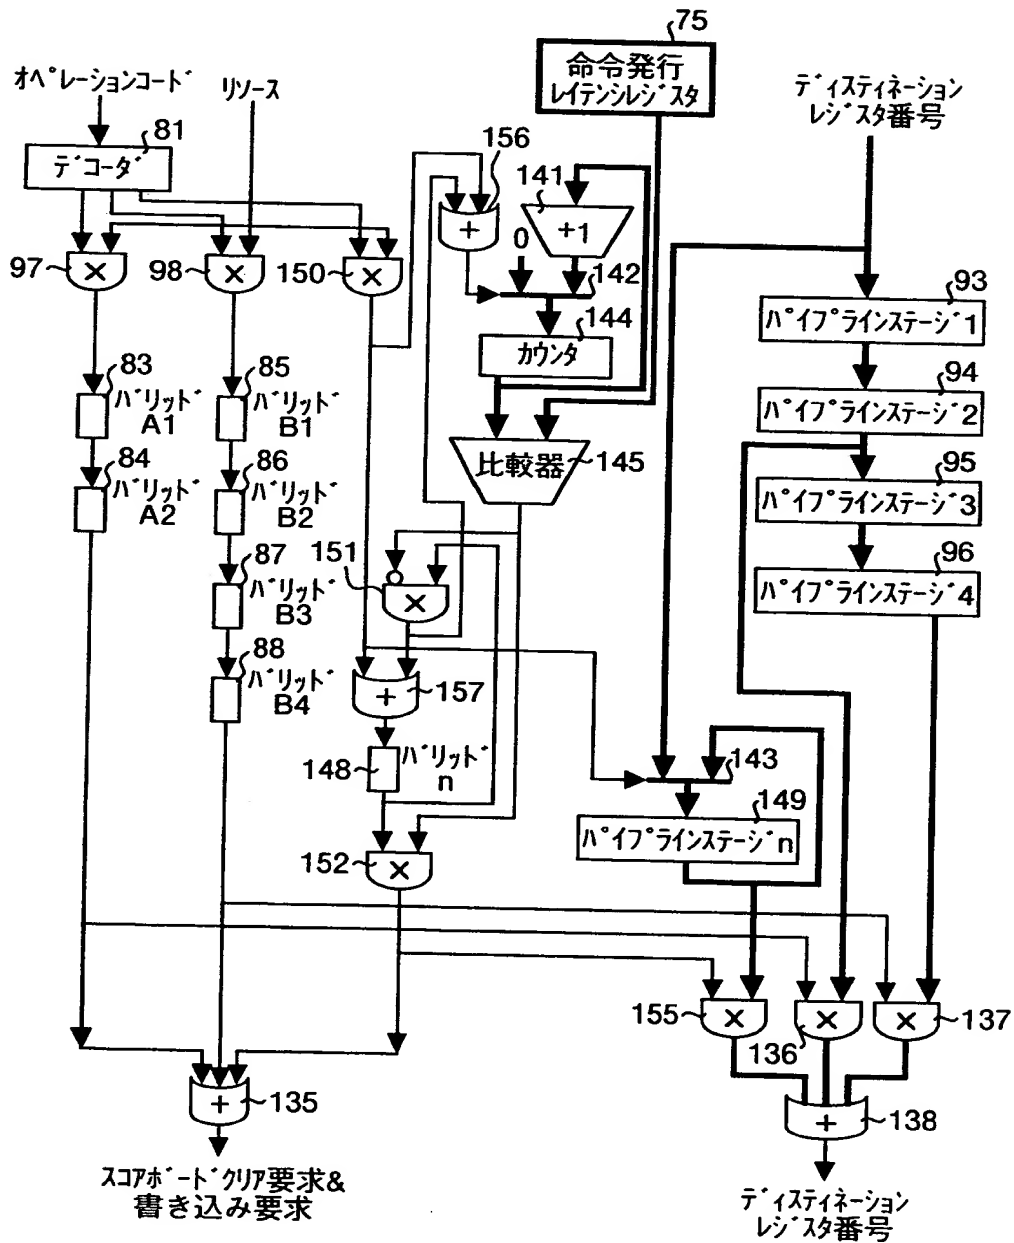 75
命令発行
レイテンシレジスタ
オペレーションコード
リソース
ディスティネーション
レジスタ番号
81
デコーダ
156
141
+
+1
0
97
×
98
×
150
×
142
93
パイプラインステージ1
144
カウンタ
83
バリッド
A1
85
バリッド
B1
94
パイプラインステージ2
84
バリッド
A2
86
バリッド
B2
比較器
145
95
パイプラインステージ3
87
バリッド
B3
151
×
96
パイプラインステージ4
88
バリッド
B4
+
157
148
バリッド
n
143
149
パイプラインステージn
152
×
155
×
136
×
×
137
+
135
+
138
スコアボードクリア要求&
書き込み要求
ディスティネーション
レジスタ番号